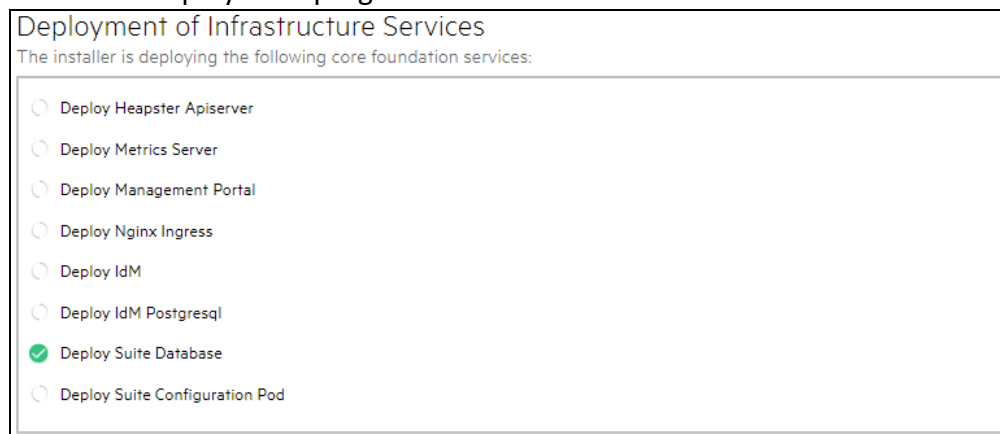 Deployment of Infrastructure Services
The installer is deploying the following core foundation services:
Deploy Heapster Apiserver
Deploy Metrics Server
Deploy Management Portal
Deploy Nginx Ingress
Deploy IdM
Deploy IdM Postgresql
Deploy Suite Database
Deploy Suite Configuration Pod